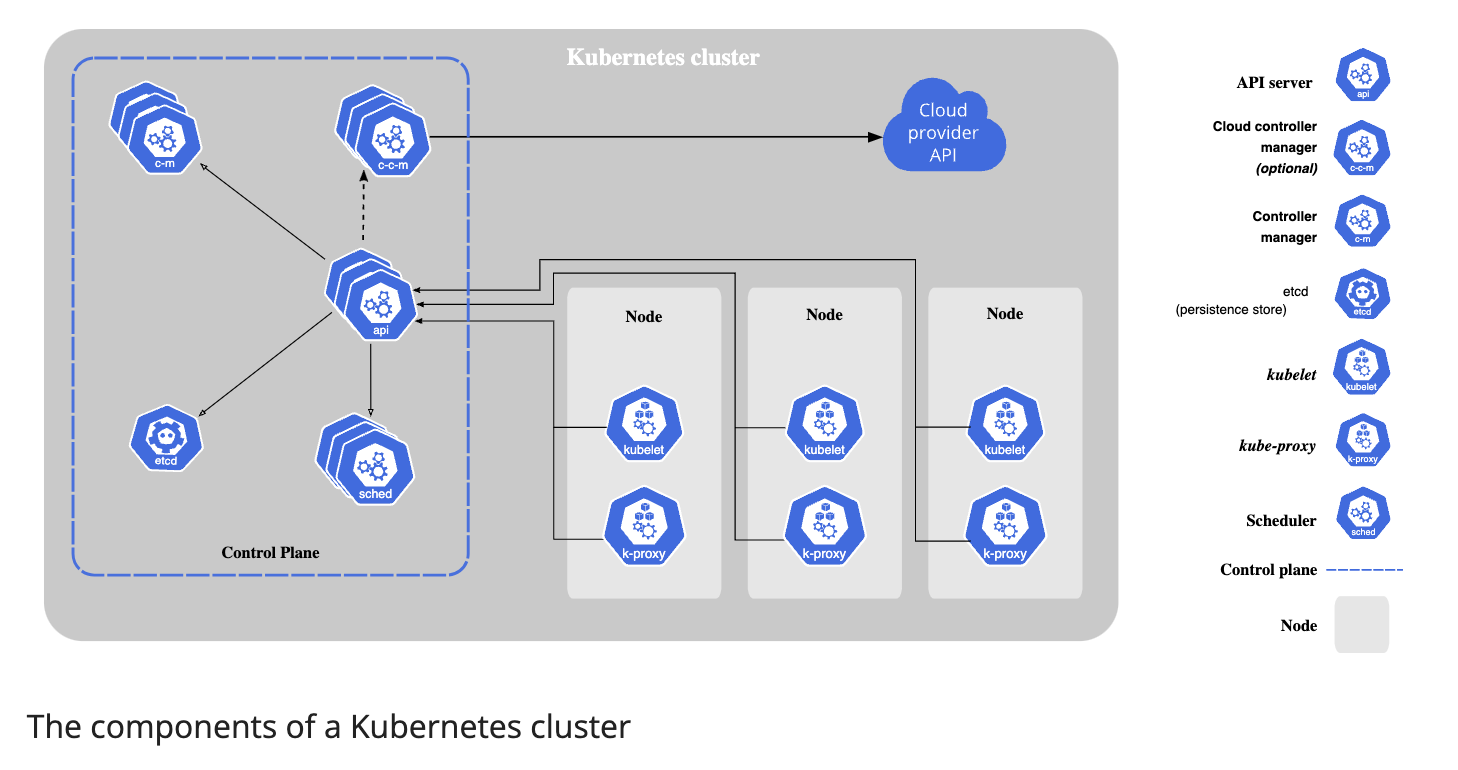 Kubernetes cluster
c-m
c-c-m
Cloud
provider
API
api
etcd
sched
Control Plane
Node
kubelet
k-proxy
Node
kubelet
k-proxy
Node
kubelet
k-proxy
API server
api
Cloud controller
manager
(optional)
c-c-m
Controller
manager
c-m
etcd
(persistence store)
etcd
kubelet
kubelet
kube-proxy
k-proxy
Scheduler
sched
Control plane
Node
The components of a Kubernetes cluster